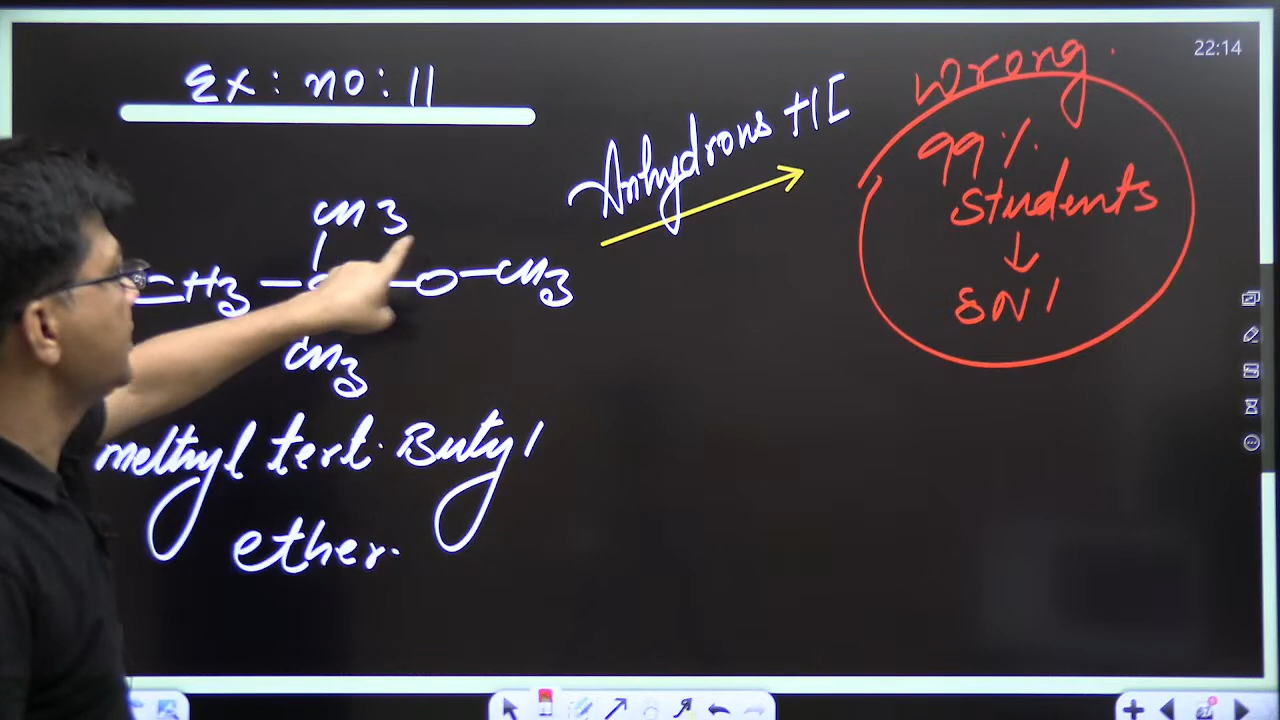 Ex: no: 11
22:14
Wrong.
99%
students
↓
SN1
Anhydrous HI
CH3
CH3 — — O — CH3
CH3
methyl tert. Butyl
ether.